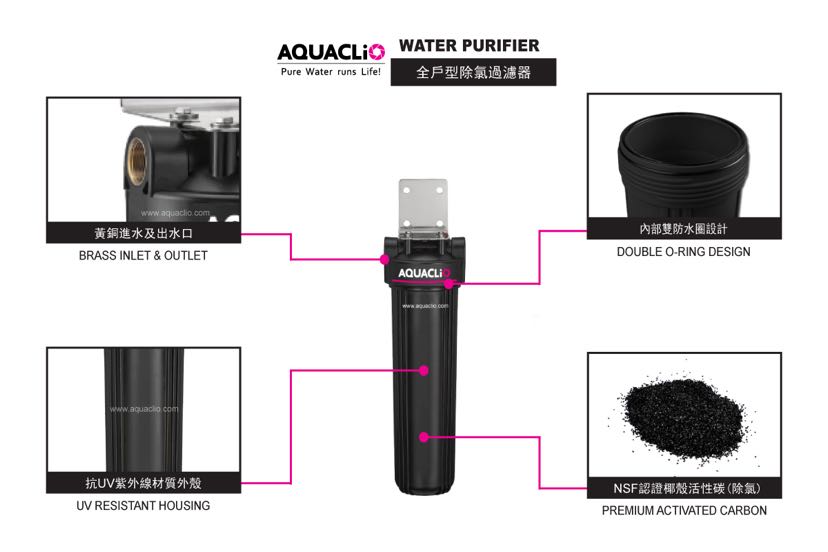 AQUACLiO
Pure Water runs Life!
WATER PURIFIER
全戶型除氯過濾器
www.aquaclio.com
黃銅進水及出水口
BRASS INLET & OUTLET
內部雙防水圈設計
DOUBLE O-RING DESIGN
AQUACLiO
www.aquaclio.com
www.aquaclio.com
抗UV紫外線材質外殼
UV RESISTANT HOUSING
NSF認證椰殼活性碳(除氯)
PREMIUM ACTIVATED CARBON